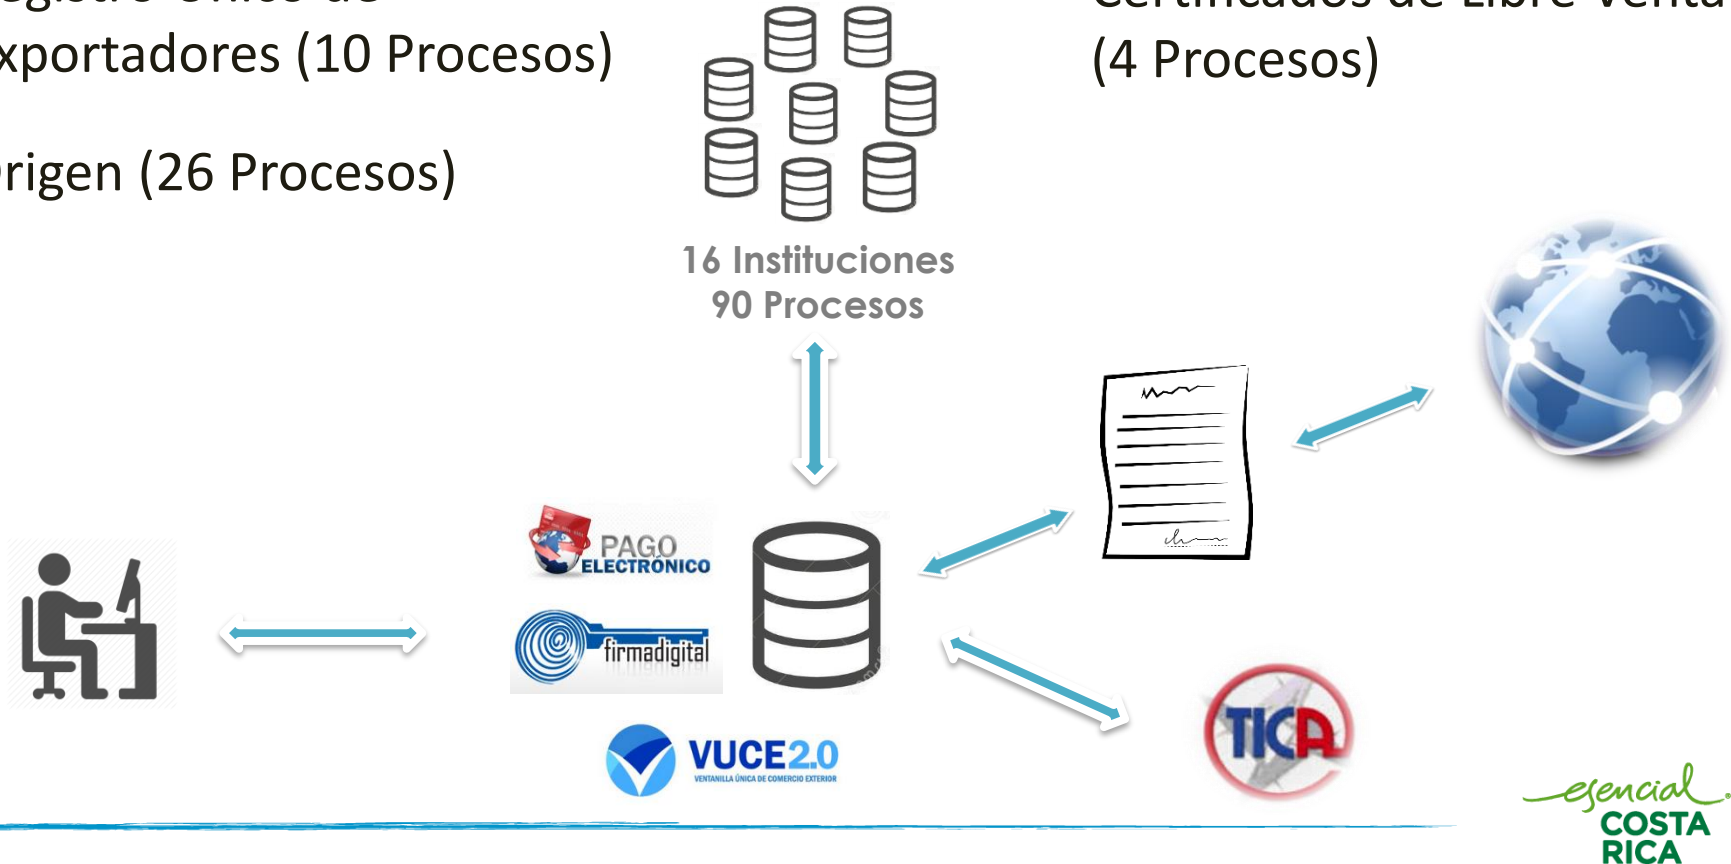 xportadores (10 Procesos)
rigen (26 Procesos)
(4 Procesos)
16 Instituciones
90 Procesos
PAGO
ELECTRÓNICO
firmadigital
VUCE2.0
VENTANILLA ÚNICA DE COMERCIO EXTERIOR
TICA
esencial
COSTA
RICA